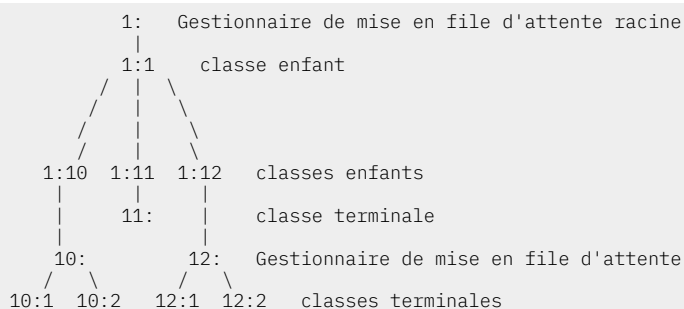 1: Gestionnaire de mise en file d'attente racine
1:1 classe enfant
1:10 1:11 1:12 classes enfants
11: classe terminale
10: 12: Gestionnaire de mise en file d'attente
10:1 10:2 12:1 12:2 classes terminales